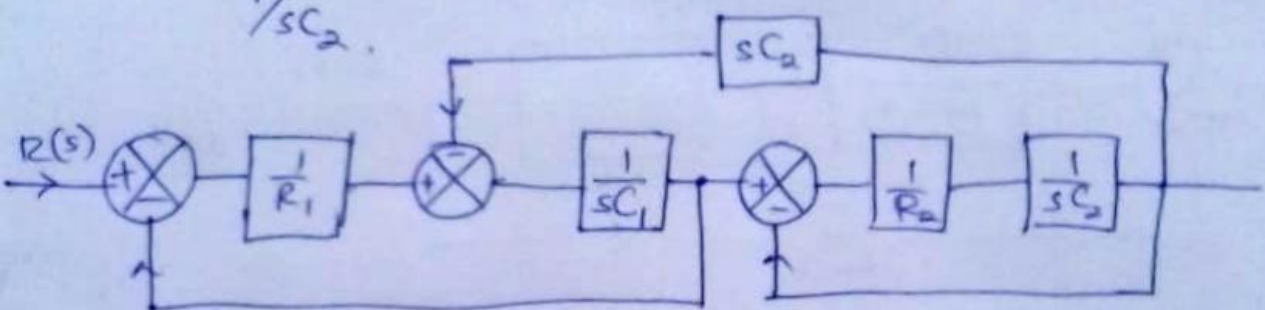 /sC₂.
sC₂
R(s)
+ −
1/R₁
− +
1/sC₁
+ −
1/R₂
1/sC₂